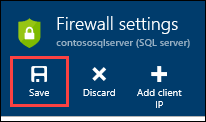 Firewall settings
contososqlserver (SQL server)
Save
Discard
Add client
IP